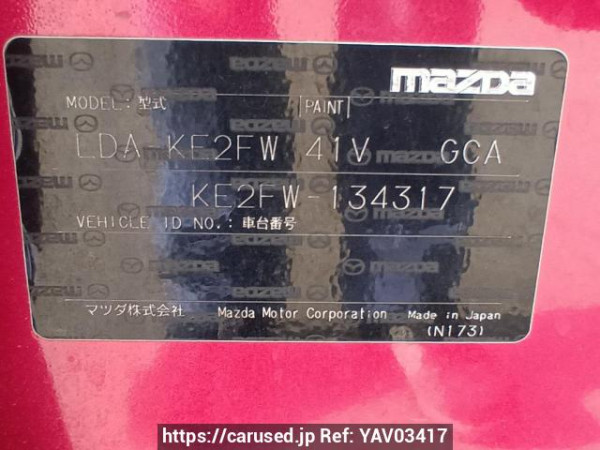 mazda
MODEL: 型式 |PAINT|
LDA-KE2FW 41V GCA
KE2FW-134317
VEHICLE ID NO.: 車台番号
マツダ株式会社 Mazda Motor Corporation Made in Japan
(N173)
https://carused.jp Ref: YAV03417